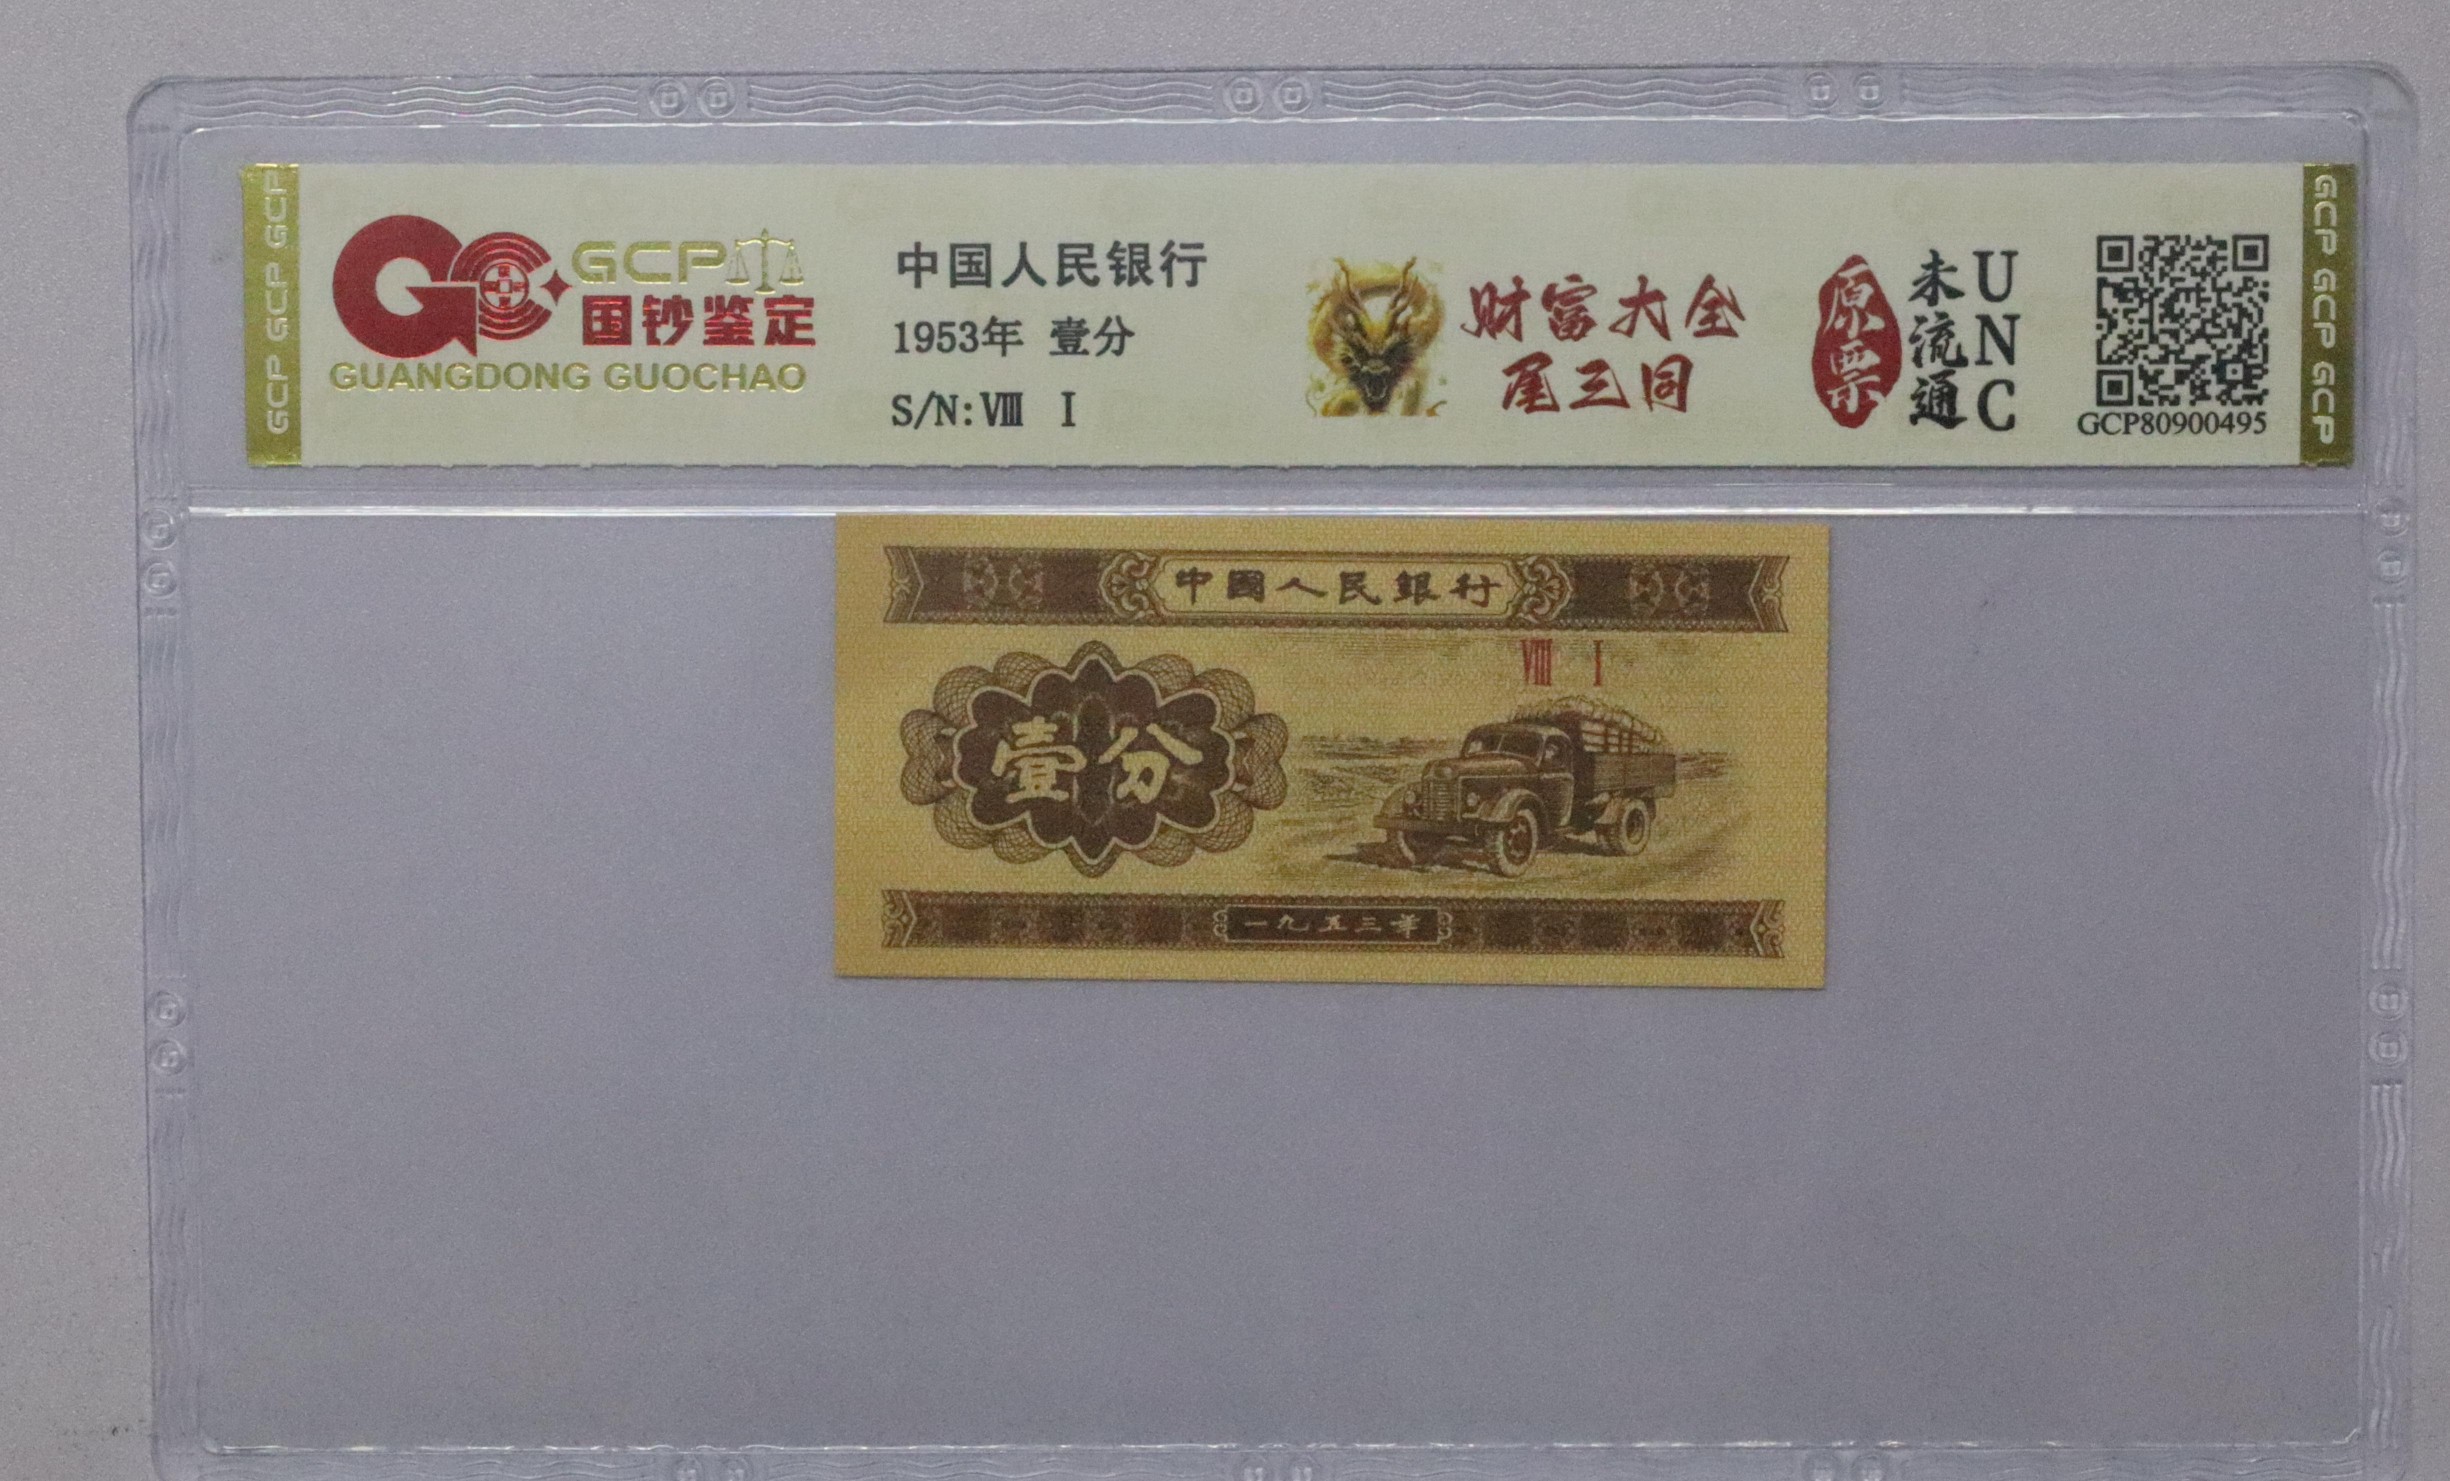 GCP GCP GCP
GCP
国钞鉴定
GUANGDONG GUOCHAO
中国人民银行
1953年 壹分
S/N: Ⅷ Ⅰ
财富大全
尾三同
原票
未流通
UNC
GCP80900495
GCP GCP GCP
中國人民銀行
Ⅷ Ⅰ
壹分
一九五三年